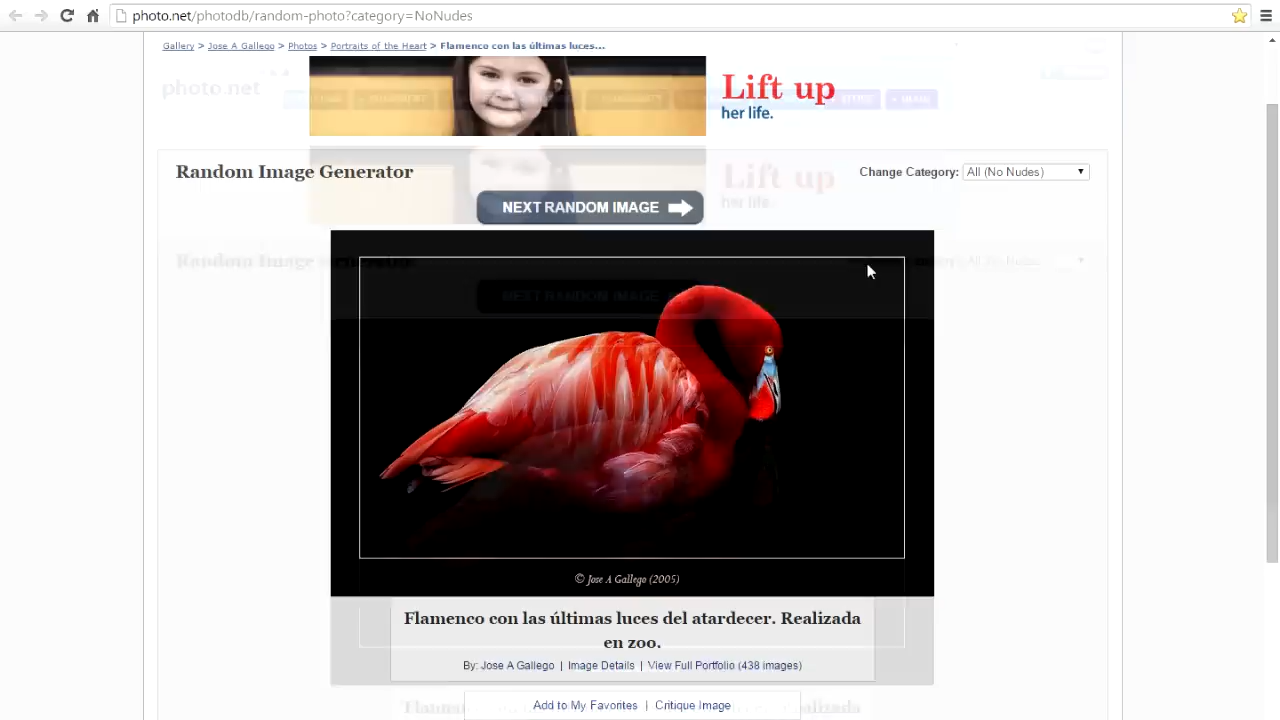 photo.net/photodb/random-photo?category=NoNudes
Gallery > Jose A Gallego > Photos > Portraits of the Heart > Flamenco con las últimas luces...
photo.net
Lift up
her life.
Random Image Generator
Change Category: All (No Nudes)
NEXT RANDOM IMAGE
© Jose A Gallego (2005)
Flamenco con las últimas luces del atardecer. Realizada
en zoo.
By: Jose A Gallego | Image Details | View Full Portfolio (438 images)
Add to My Favorites | Critique Image